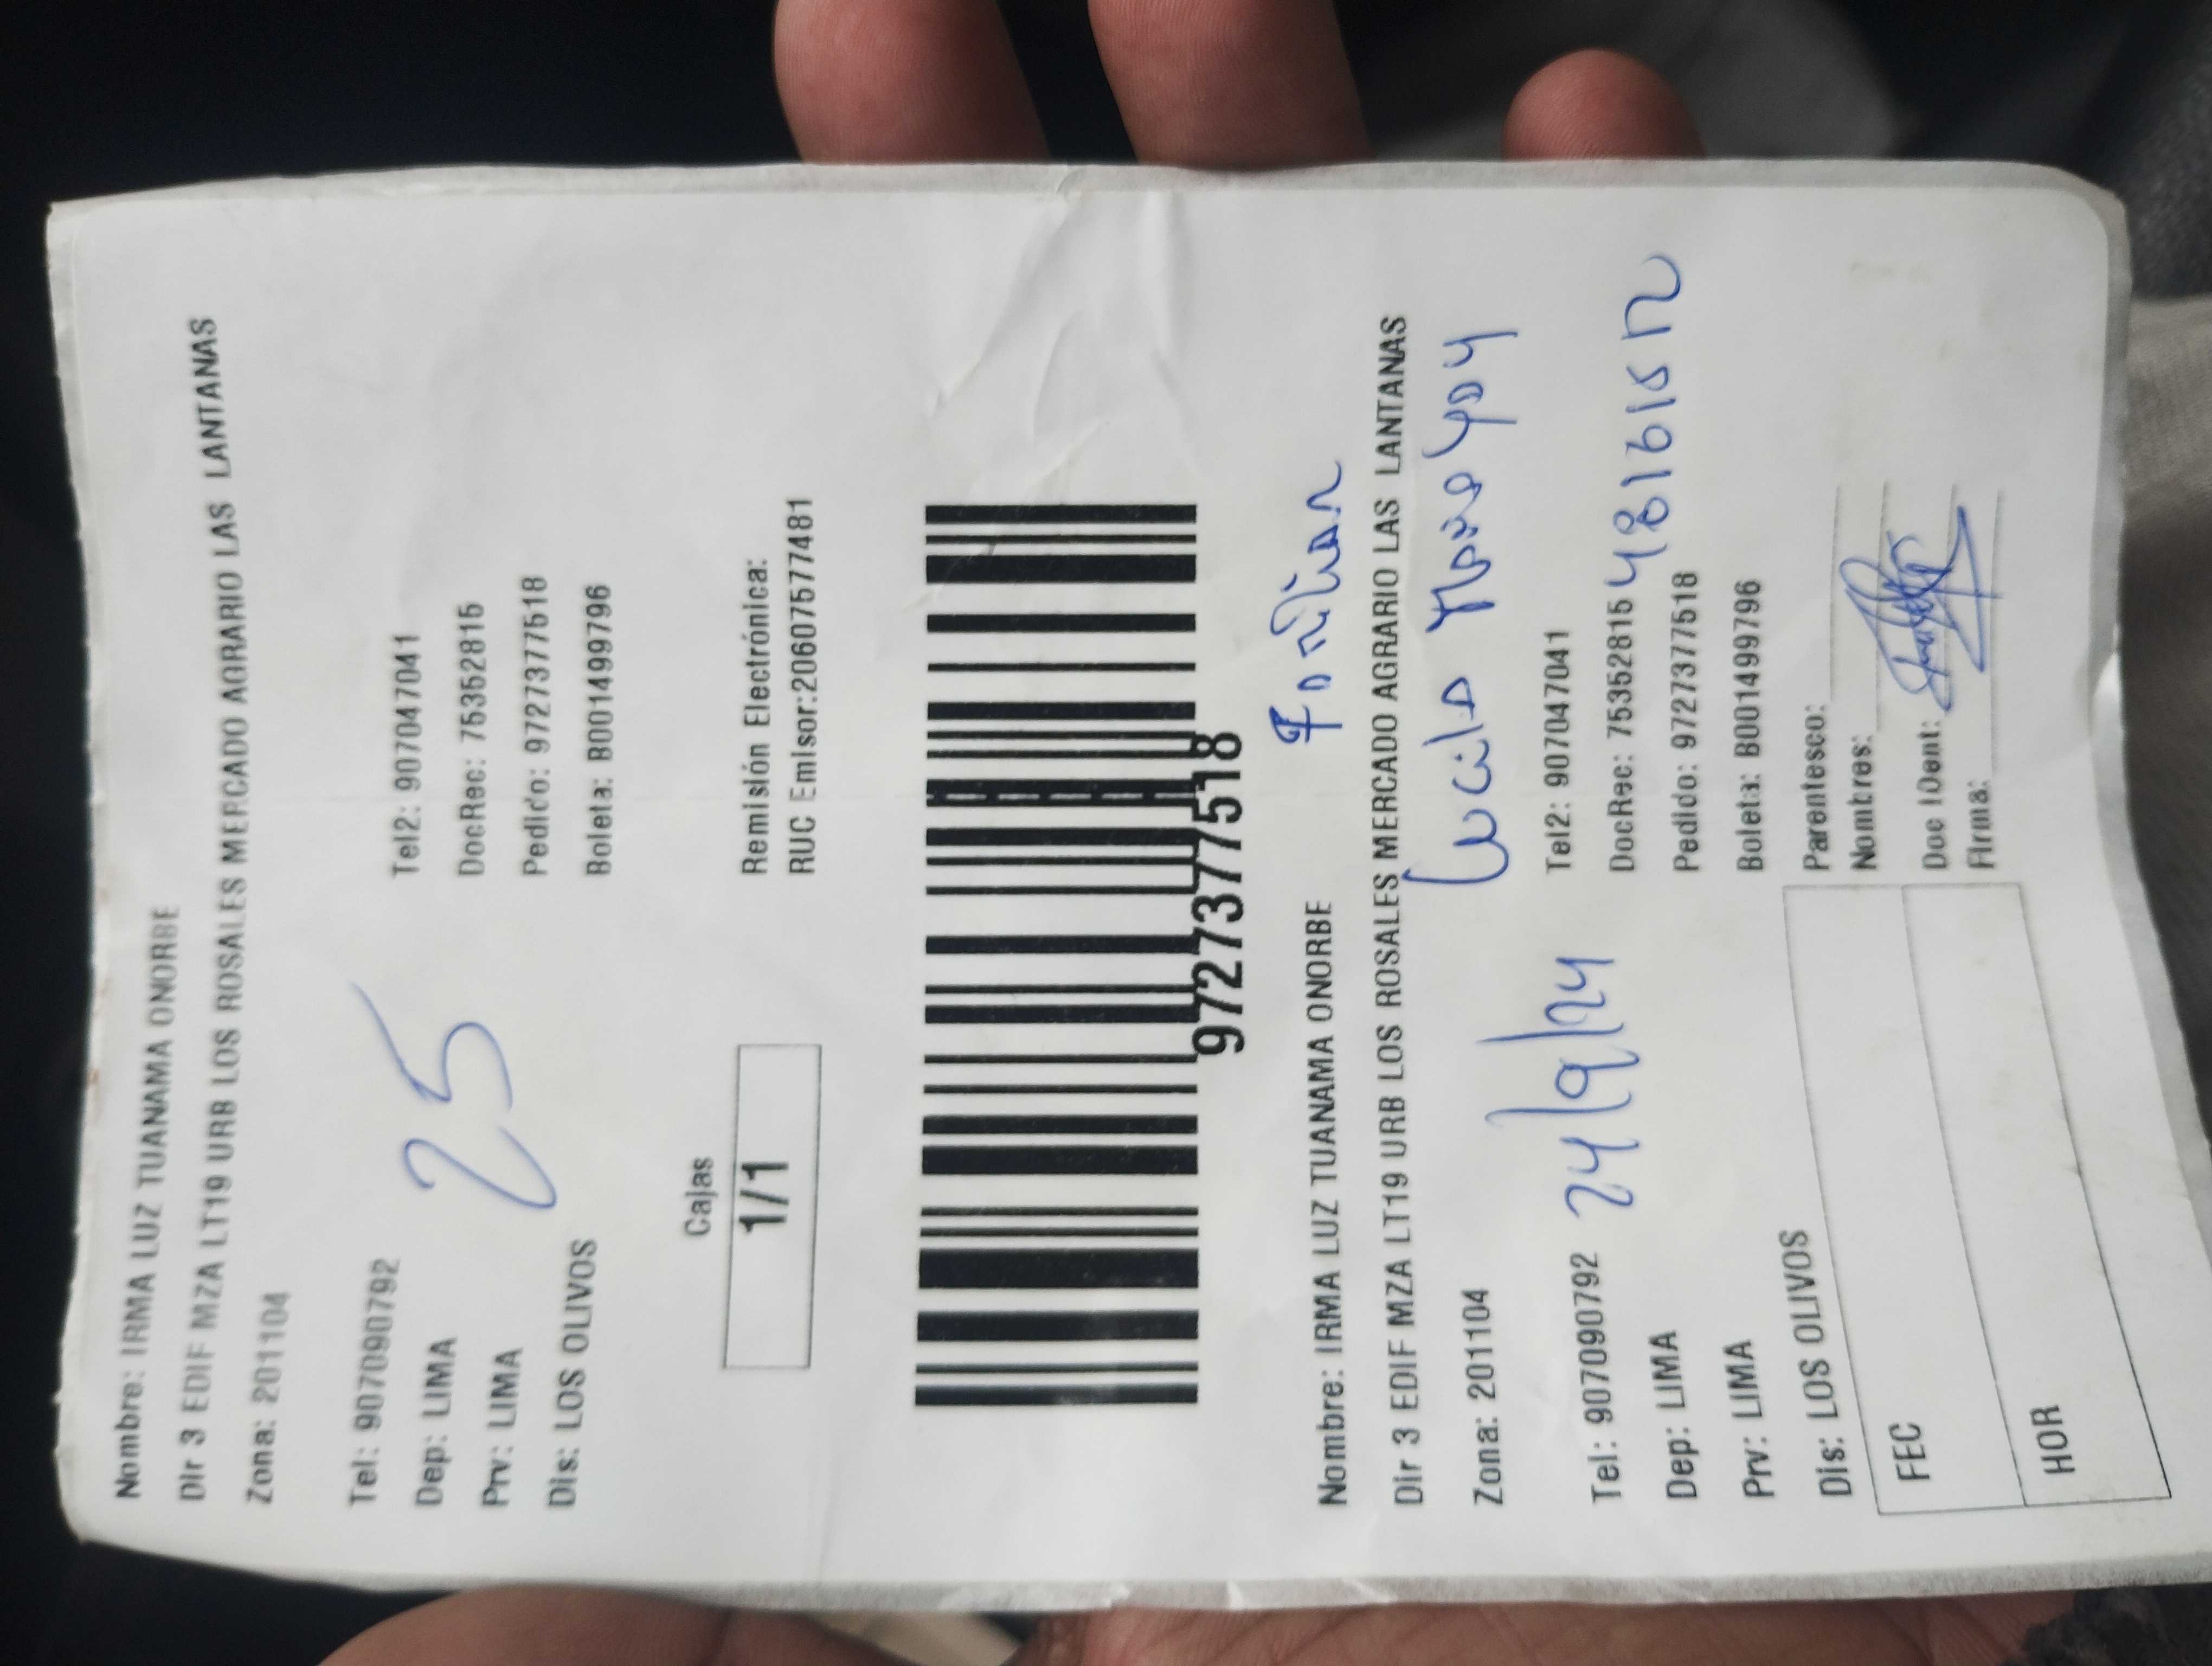 Nombre: IRMA LUZ TUANAMA ONORBE
Dir 3 EDIF MZA LT19 URB LOS ROSALES MERCADO AGRARIO LAS LANTANAS
Zona: 201104
Tel: 907090792 Tel2: 907047041
Dep: LIMA DocRec: 75352815
Prv: LIMA Pedido: 9727377518
Dis: LOS OLIVOS Boleta: B001499796
25
Cajas
1/1
Remisión Electrónica:
RUC Emisor:20607577481
9727377518
Nombre: IRMA LUZ TUANAMA ONORBE
Dir 3 EDIF MZA LT19 URB LOS ROSALES MERCADO AGRARIO LAS LANTANAS
Zona: 201104
24/9/24
Tel: 907090792 Tel2: 907047041
Dep: LIMA DocRec: 75352815
Prv: LIMA Pedido: 9727377518
Dis: LOS OLIVOS Boleta: B001499796
FEC
HOR
Parentesco:
Nombres:
Doc IDent:
Firma: